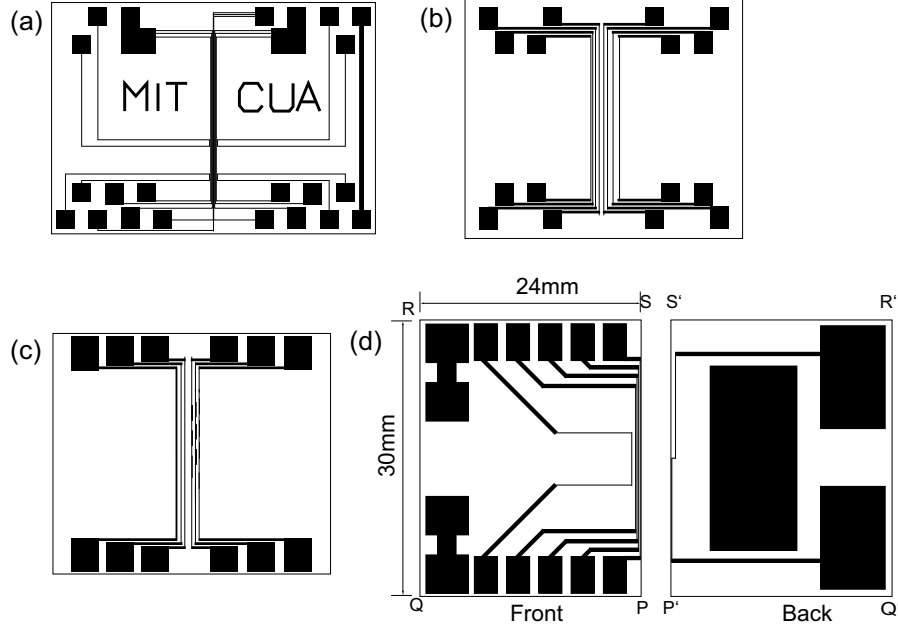 (a)
MIT CUA
(b)
(c)
(d)
R
24mm
S
S‘
R‘
30mm
Q
Front
P
P‘
Back
Q‘